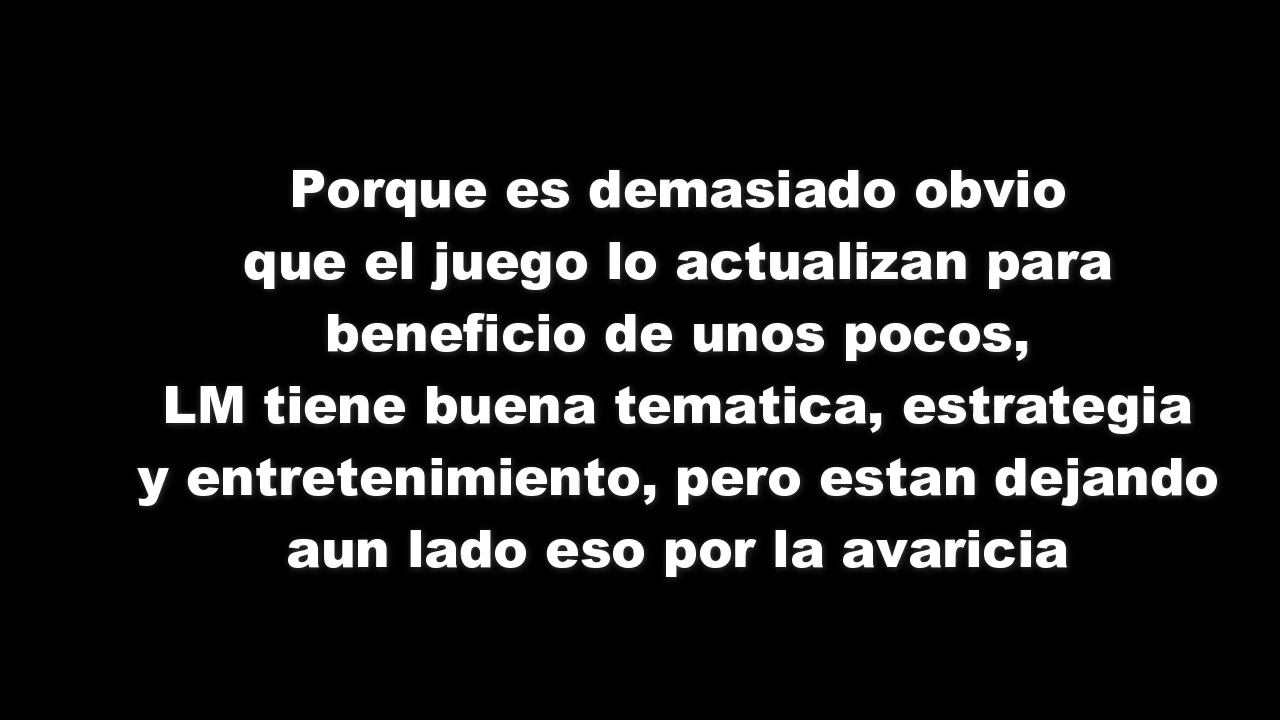 Porque es demasiado obvio
que el juego lo actualizan para
beneficio de unos pocos,
LM tiene buena tematica, estrategia
y entretenimiento, pero estan dejando
aun lado eso por la avaricia